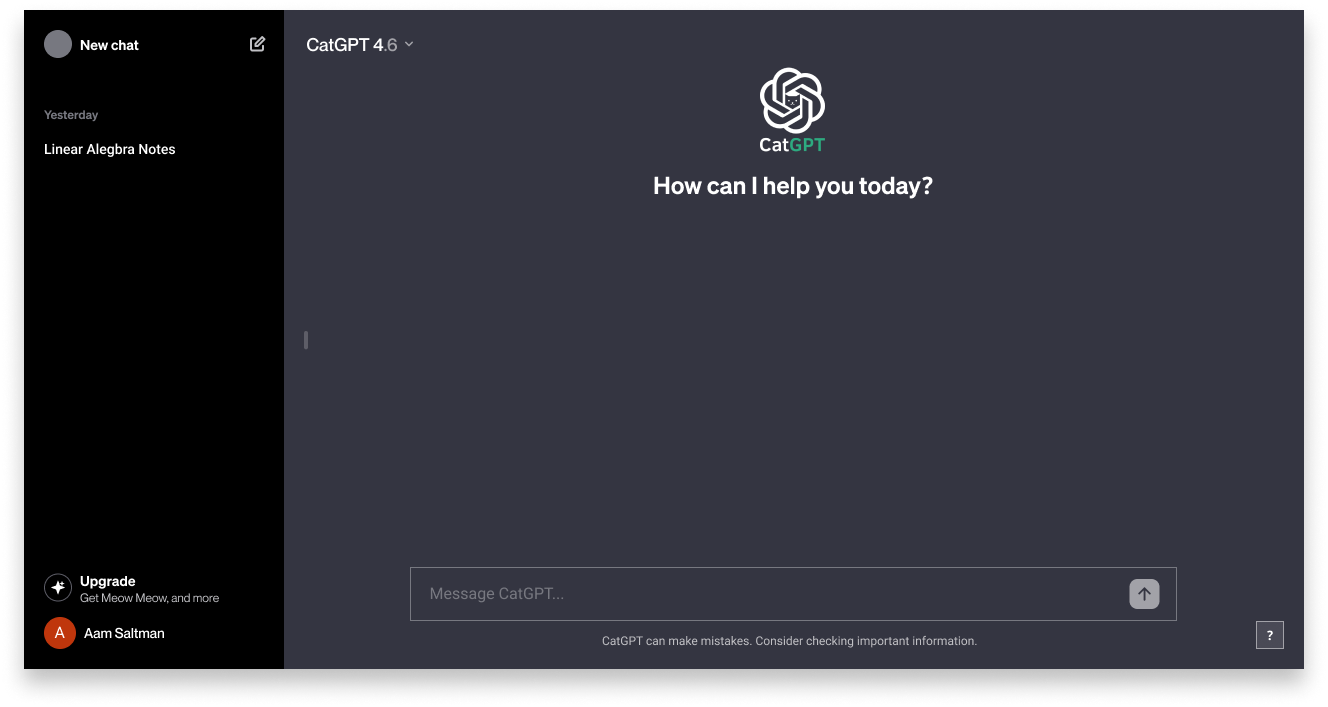 New chat
Yesterday
Linear Alegbra Notes
Upgrade
Get Meow Meow, and more
A
Aam Saltman
CatGPT 4.6
CatGPT
How can I help you today?
Message CatGPT...
CatGPT can make mistakes. Consider checking important information.
?